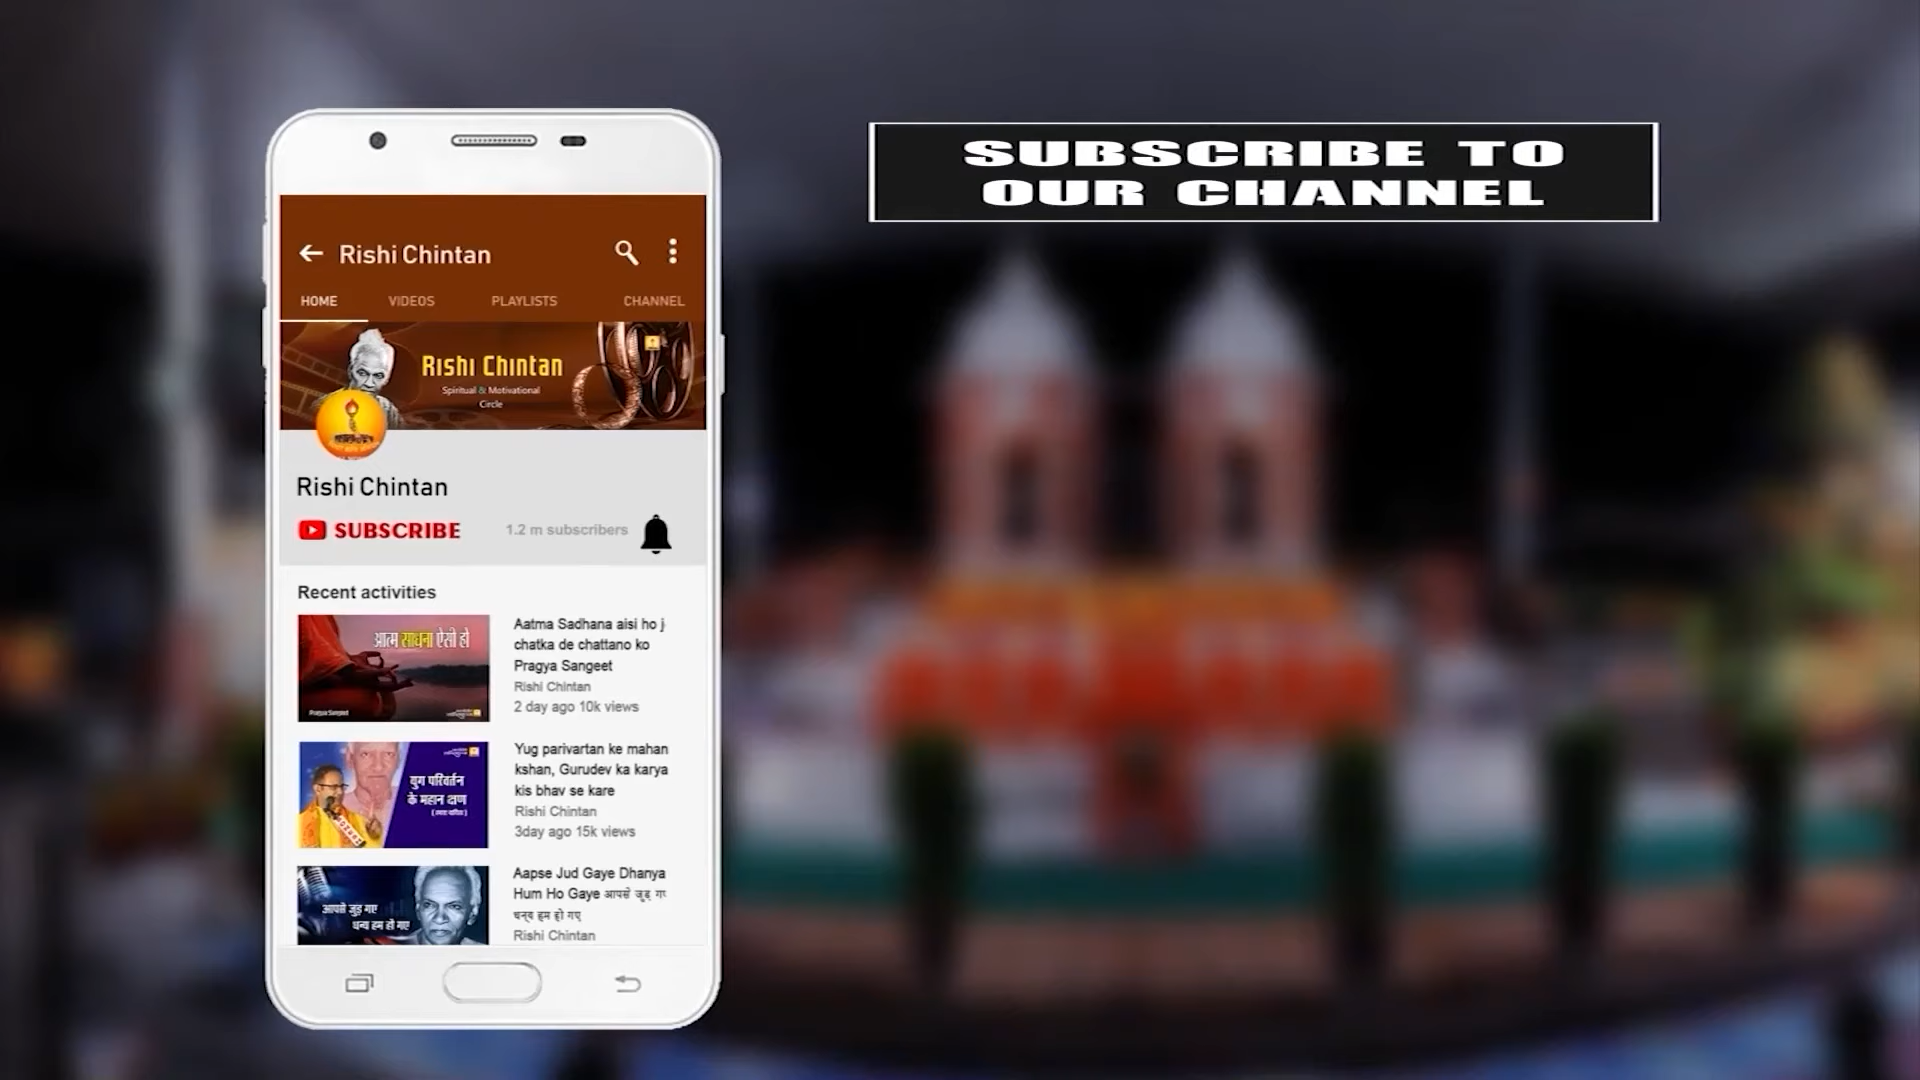 SUBSCRIBE TO
OUR CHANNEL
Rishi Chintan
HOME VIDEOS PLAYLISTS CHANNEL
Rishi Chintan
Spiritual & Motivational
Circle
Rishi Chintan
SUBSCRIBE 1.2 m subscribers
Recent activities
आत्म साधना ऐसी हो
Pragya Sangeet
Aatma Sadhana aisi ho j
chatka de chattano ko
Pragya Sangeet
Rishi Chintan
2 day ago 10k views
युग परिवर्तन
के महान क्षण
Yug parivartan ke mahan
kshan, Gurudev ka karya
kis bhav se kare
Rishi Chintan
3day ago 15k views
आपसे जुड़ गए
धन्य हम हो गए
Aapse Jud Gaye Dhanya
Hum Ho Gaye आपसे जुड़
धन्य हम हो गए
Rishi Chintan